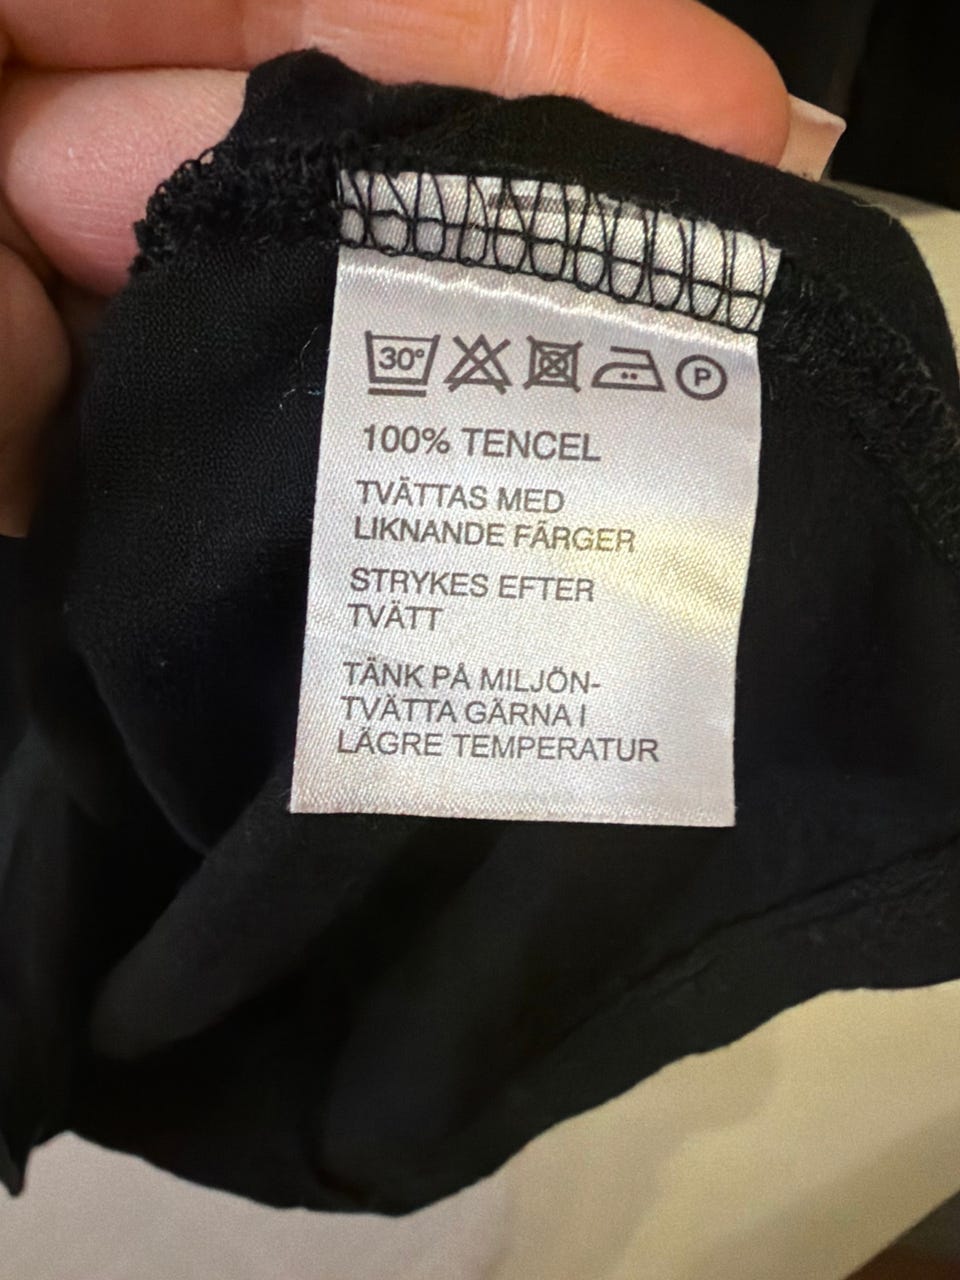 30° P
100% TENCEL
TVÄTTAS MED
LIKNANDE FÄRGER
STRYKES EFTER
TVÄTT
TÄNK PÅ MILJÖN-
TVÄTTA GÄRNA I
LÄGRE TEMPERATUR